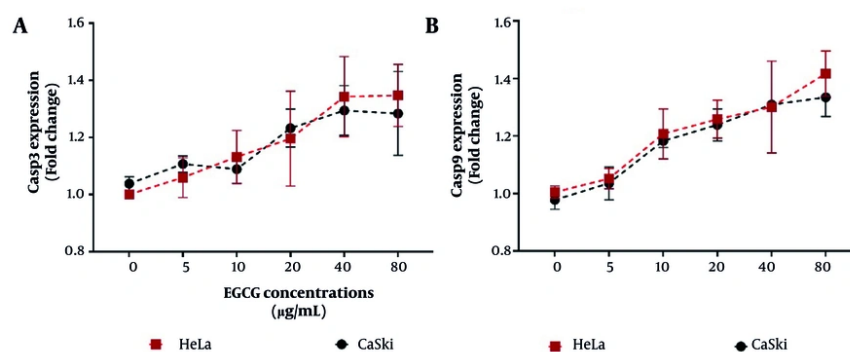 A
Casp3 expression
(Fold change)
1.6
1.4
1.2
1.0
0.8
0 5 10 20 40 80
EGCG concentrations
(µg/mL)
HeLa CaSki
B
Casp9 expression
(Fold change)
1.6
1.4
1.2
1.0
0.8
0 5 10 20 40 80
HeLa CaSki